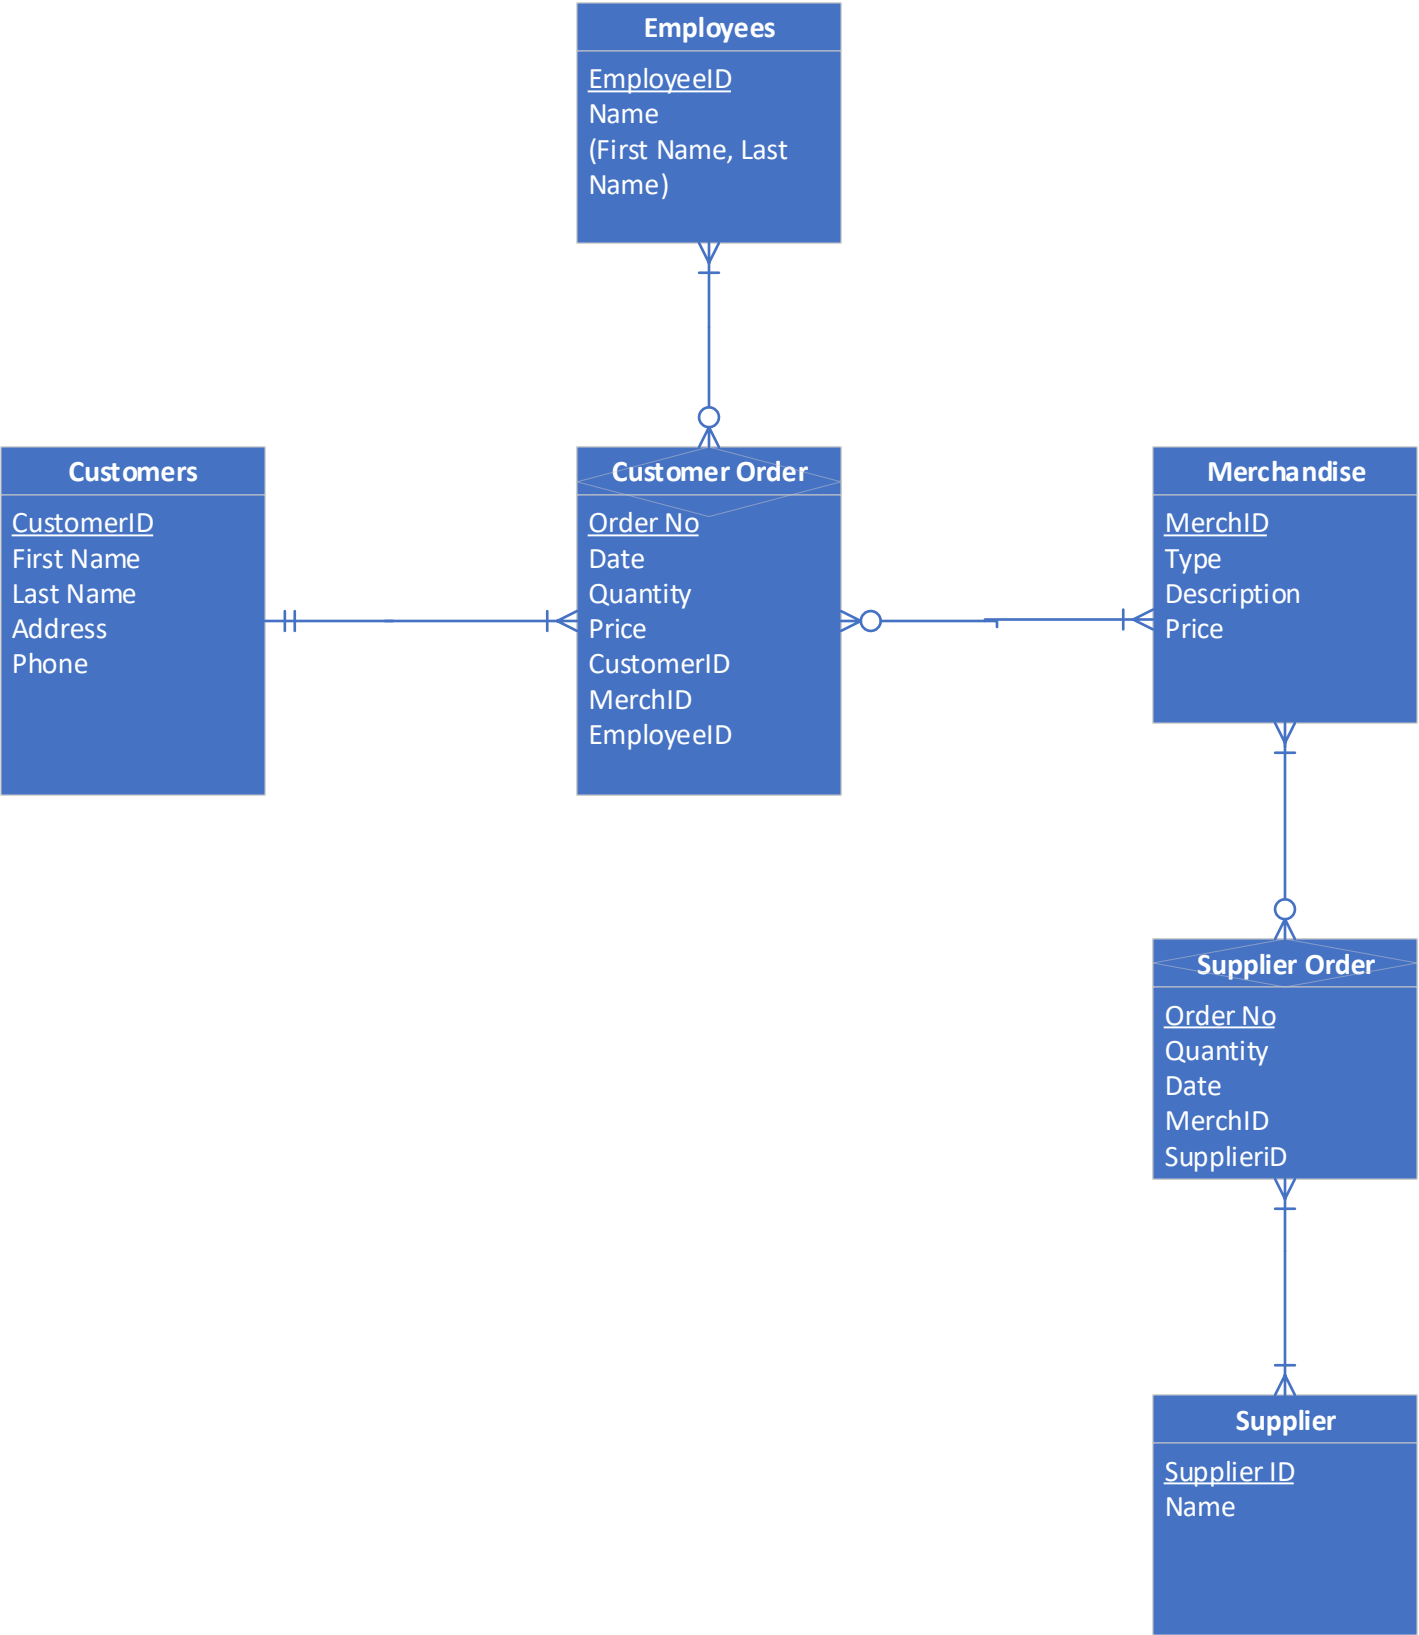 Employees
EmployeeID
Name
(First Name, Last
Name)
Customers
CustomerID
First Name
Last Name
Address
Phone
Customer Order
Order No
Date
Quantity
Price
CustomerID
MerchID
EmployeeID
Merchandise
MerchID
Type
Description
Price
Supplier Order
Order No
Quantity
Date
MerchID
SupplieriD
Supplier
Supplier ID
Name